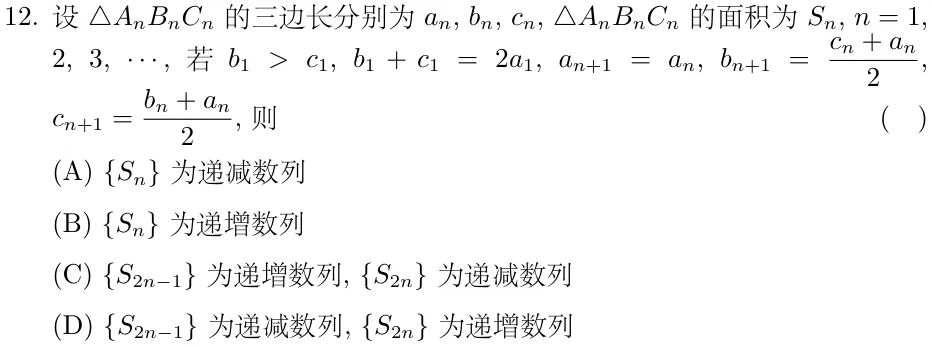 12. 设 △AₙBₙCₙ 的三边长分别为 aₙ, bₙ, cₙ, △AₙBₙCₙ 的面积为 Sₙ, n = 1,
2, 3, ⋯, 若 b₁ > c₁, b₁ + c₁ = 2a₁, aₙ₊₁ = aₙ, bₙ₊₁ = (cₙ + aₙ)/2,
cₙ₊₁ = (bₙ + aₙ)/2, 则 ( )
(A) {Sₙ} 为递减数列
(B) {Sₙ} 为递增数列
(C) {S₂ₙ₋₁} 为递增数列, {S₂ₙ} 为递减数列
(D) {S₂ₙ₋₁} 为递减数列, {S₂ₙ} 为递增数列